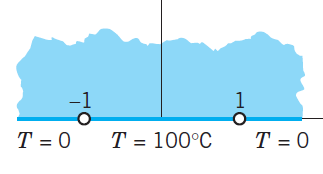 −1 1
T = 0 T = 100°C T = 0